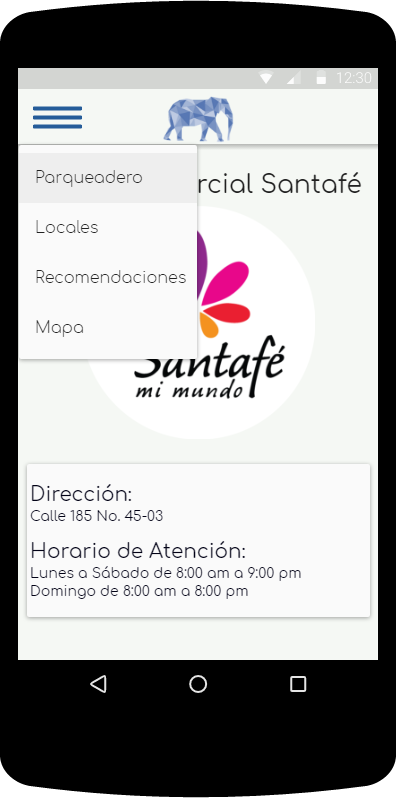 12:30
rcial Santafé
Parqueadero
Locales
Recomendaciones
Mapa
Santafé
mi mundo
Dirección:
Calle 185 No. 45-03
Horario de Atención:
Lunes a Sábado de 8:00 am a 9:00 pm
Domingo de 8:00 am a 8:00 pm